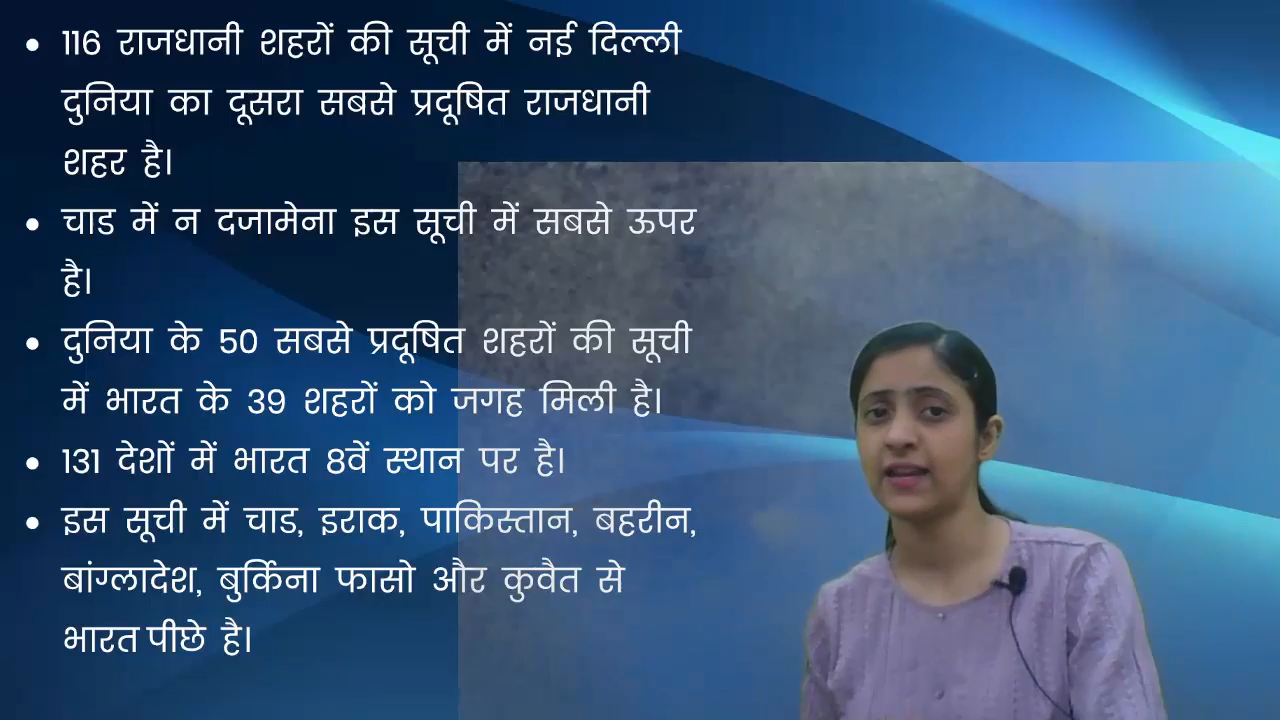 • 116 राजधानी शहरों की सूची में नई दिल्ली
दुनिया का दूसरा सबसे प्रदूषित राजधानी
शहर है।
• चाड में न दजामेना इस सूची में सबसे ऊपर
है।
• दुनिया के 50 सबसे प्रदूषित शहरों की सूची
में भारत के 39 शहरों को जगह मिली है।
• 131 देशों में भारत 8वें स्थान पर है।
• इस सूची में चाड, इराक, पाकिस्तान, बहरीन,
बांग्लादेश, बुर्किना फासो और कुवैत से
भारत पीछे है।